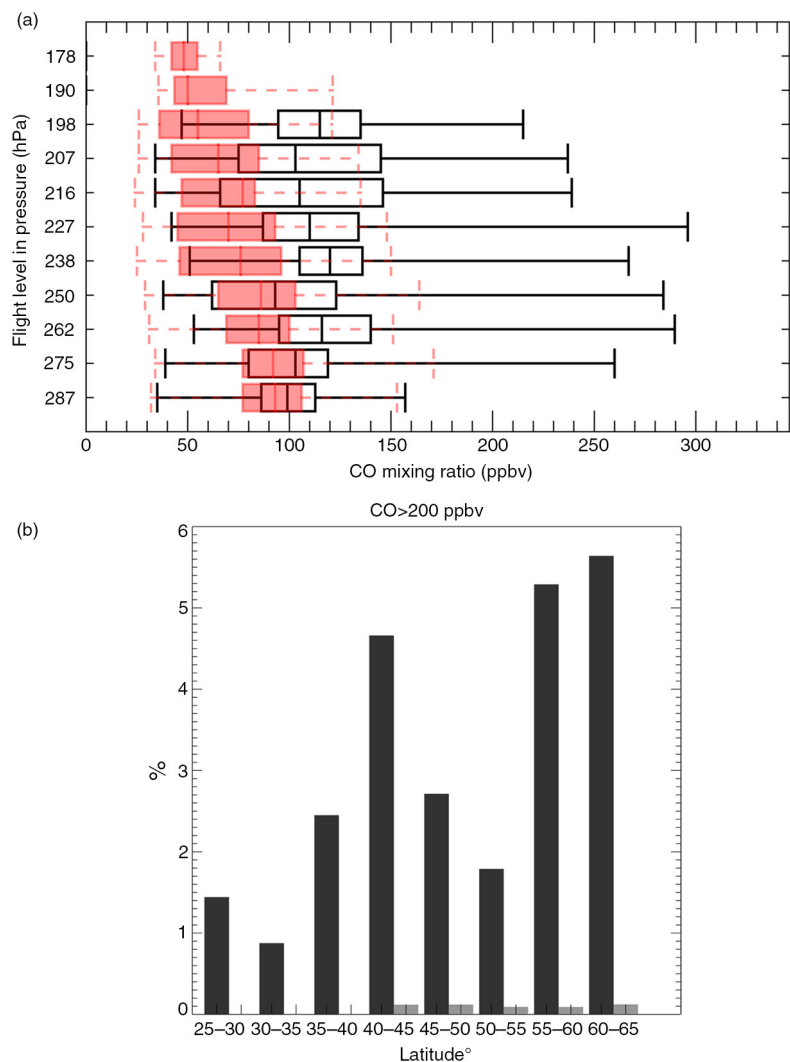 (a)
178
190
198
207
216
227
238
250
262
275
287
Flight level in pressure (hPa)
0 50 100 150 200 250 300
CO mixing ratio (ppbv)
(b)
CO>200 ppbv
6
5
4
3
2
1
0
%
25–30 30–35 35–40 40–45 45–50 50–55 55–60 60–65
Latitude°